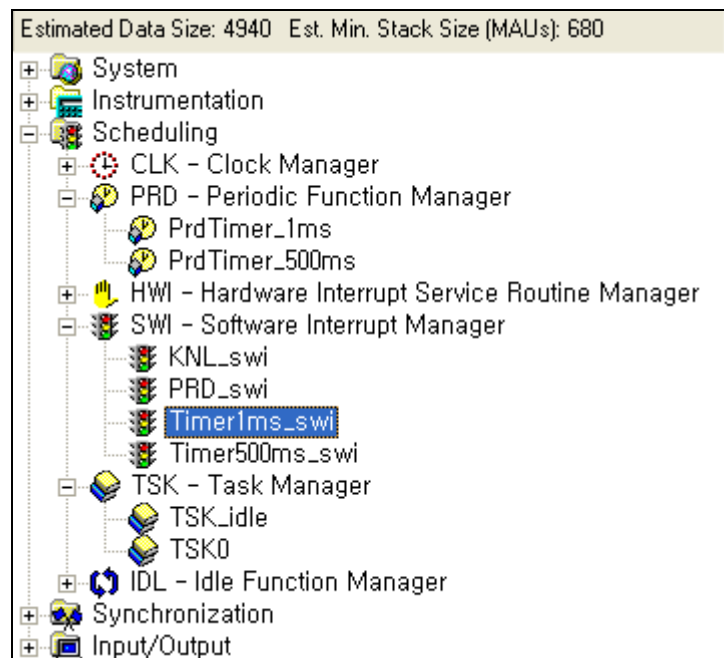 Estimated Data Size: 4940   Est. Min. Stack Size (MAUs): 680
System
Instrumentation
Scheduling
CLK - Clock Manager
PRD - Periodic Function Manager
PrdTimer_1ms
PrdTimer_500ms
HWI - Hardware Interrupt Service Routine Manager
SWI - Software Interrupt Manager
KNL_swi
PRD_swi
Timer1ms_swi
Timer500ms_swi
TSK - Task Manager
TSK_idle
TSK0
IDL - Idle Function Manager
Synchronization
Input/Output